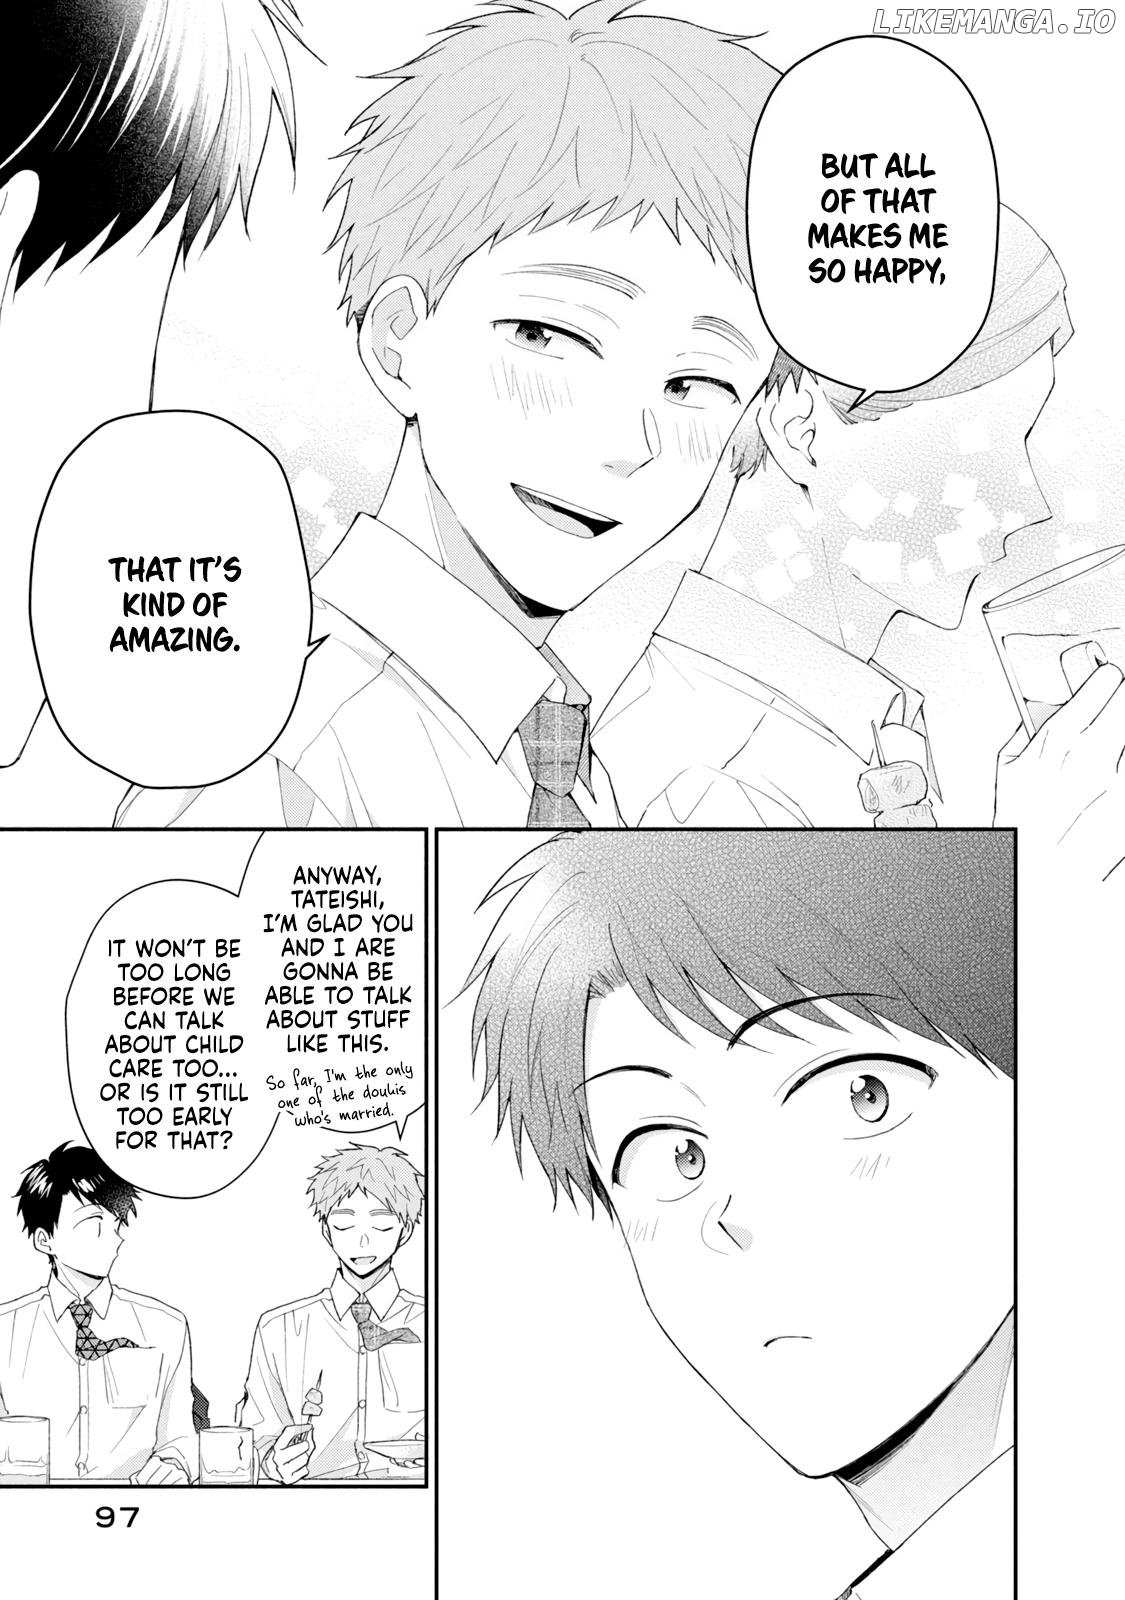 LIKEMANGA.IO
BUT ALL
OF THAT
MAKES ME
SO HAPPY,
THAT IT'S
KIND OF
AMAZING.
ANYWAY,
TATEISHI,
I'M GLAD YOU
AND I ARE
GONNA BE
ABLE TO TALK
ABOUT STUFF
LIKE THIS.
So far, I'm the only
one of the doukis
who's married.
IT WON'T BE
TOO LONG
BEFORE WE
CAN TALK
ABOUT CHILD
CARE TOO...
OR IS IT STILL
TOO EARLY
FOR THAT?
97